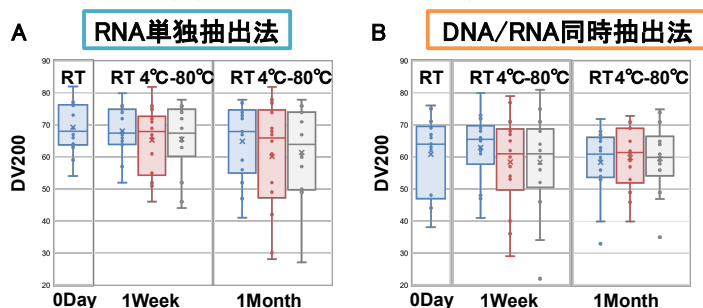 A
RNA単独抽出法
B
DNA/RNA同時抽出法
RT
RT 4℃-80℃
RT 4℃-80℃
DV200
90
80
70
60
50
40
30
20
0Day
1Week
1Month
RT
RT 4℃-80℃
RT 4℃-80℃
DV200
90
80
70
60
50
40
30
20
0Day
1Week
1Month